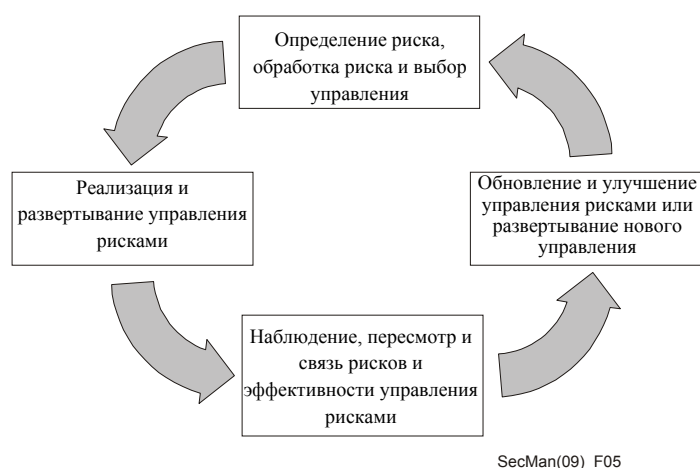 Определение риска,
обработка риска и выбор
управления
Реализация и
развертывание управления
рисками
Обновление и улучшение
управления рисками или
развертывание нового
управления
Наблюдение, пересмотр и
связь рисков и
эффективности управления
рисками
SecMan(09)_F05